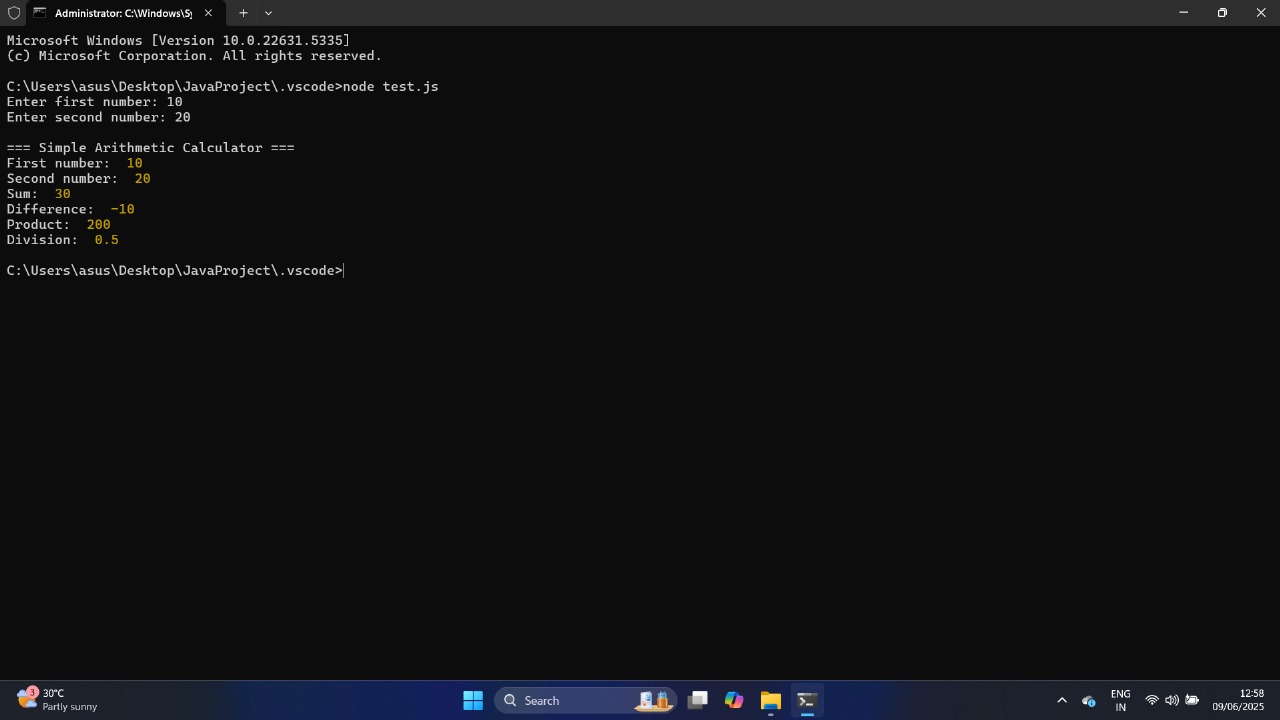 Administrator: C:\Windows\Sy
Microsoft Windows [Version 10.0.22631.5335]
(c) Microsoft Corporation. All rights reserved.
C:\Users\asus\Desktop\JavaProject\.vscode>node test.js
Enter first number: 10
Enter second number: 20
=== Simple Arithmetic Calculator ===
First number:  10
Second number:  20
Sum:  30
Difference:  -10
Product:  200
Division:  0.5
C:\Users\asus\Desktop\JavaProject\.vscode>
3
30°C
Partly sunny
Search
ENG
IN
12:58
09/06/2025